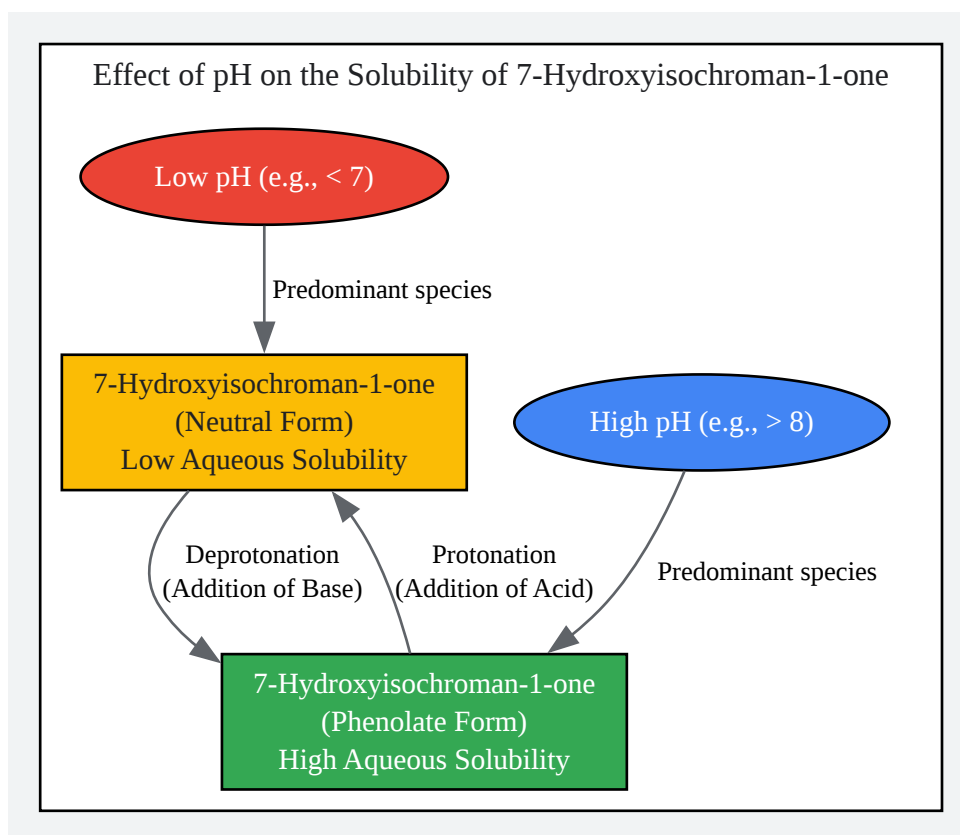 Effect of pH on the Solubility of 7-Hydroxyisochroman-1-one
Low pH (e.g., < 7)
Predominant species
7-Hydroxyisochroman-1-one
(Neutral Form)
Low Aqueous Solubility
High pH (e.g., > 8)
Deprotonation
(Addition of Base)
Protonation
(Addition of Acid)
Predominant species
7-Hydroxyisochroman-1-one
(Phenolate Form)
High Aqueous Solubility